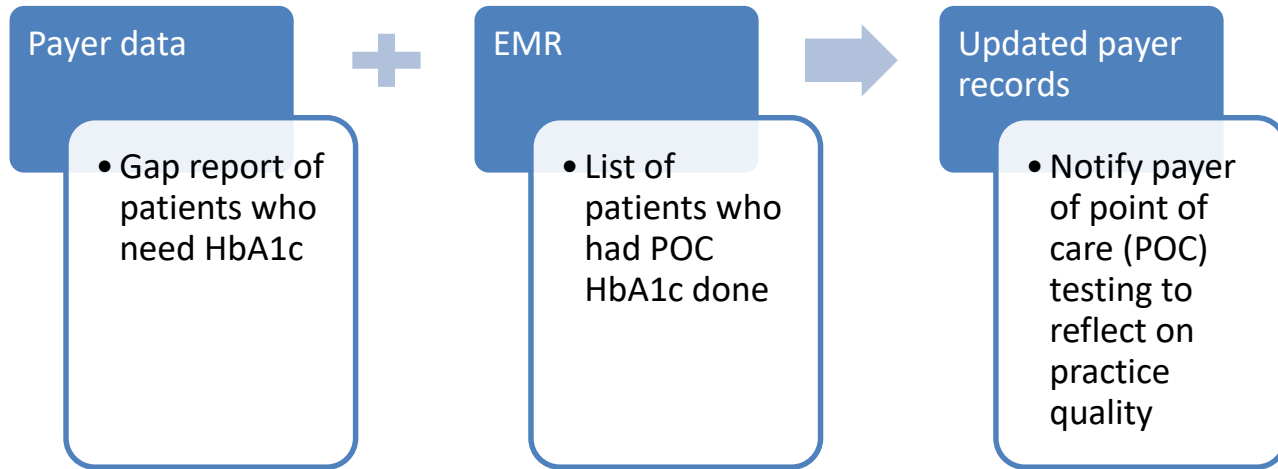 Payer data
• Gap report of
patients who
need HbA1c
EMR
• List of
patients who
had POC
HbA1c done
Updated payer
records
• Notify payer
of point of
care (POC)
testing to
reflect on
practice
quality